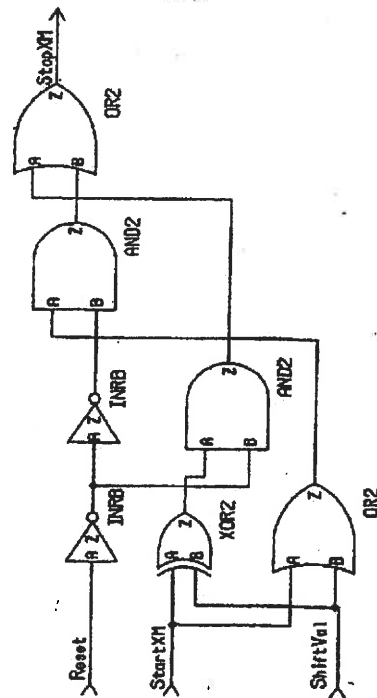 StopXM
Z
A
B
OR2
Z
A
B
AND2
A Z
INRB
A Z
INRB
Z
A
B
AND2
Z
A
B
XOR2
Z
A
B
OR2
Reset
StartXM
ShiftVal